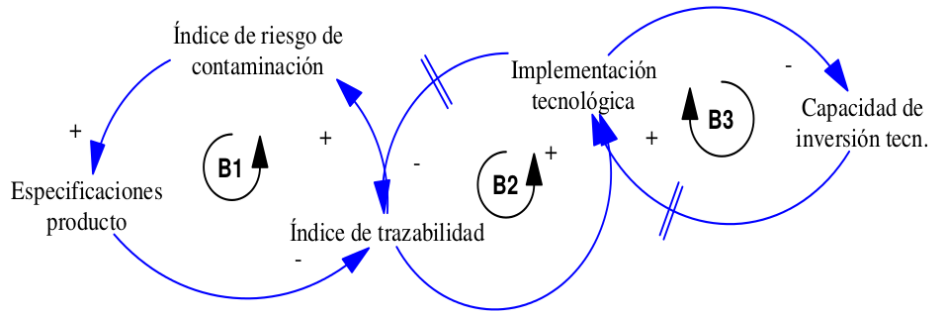 Índice de riesgo de
contaminación
+
B1
+
Especificaciones
producto
-
Índice de trazabilidad
-
B2
+
Implementación
tecnológica
+
B3
-
Capacidad de
inversión tecn.